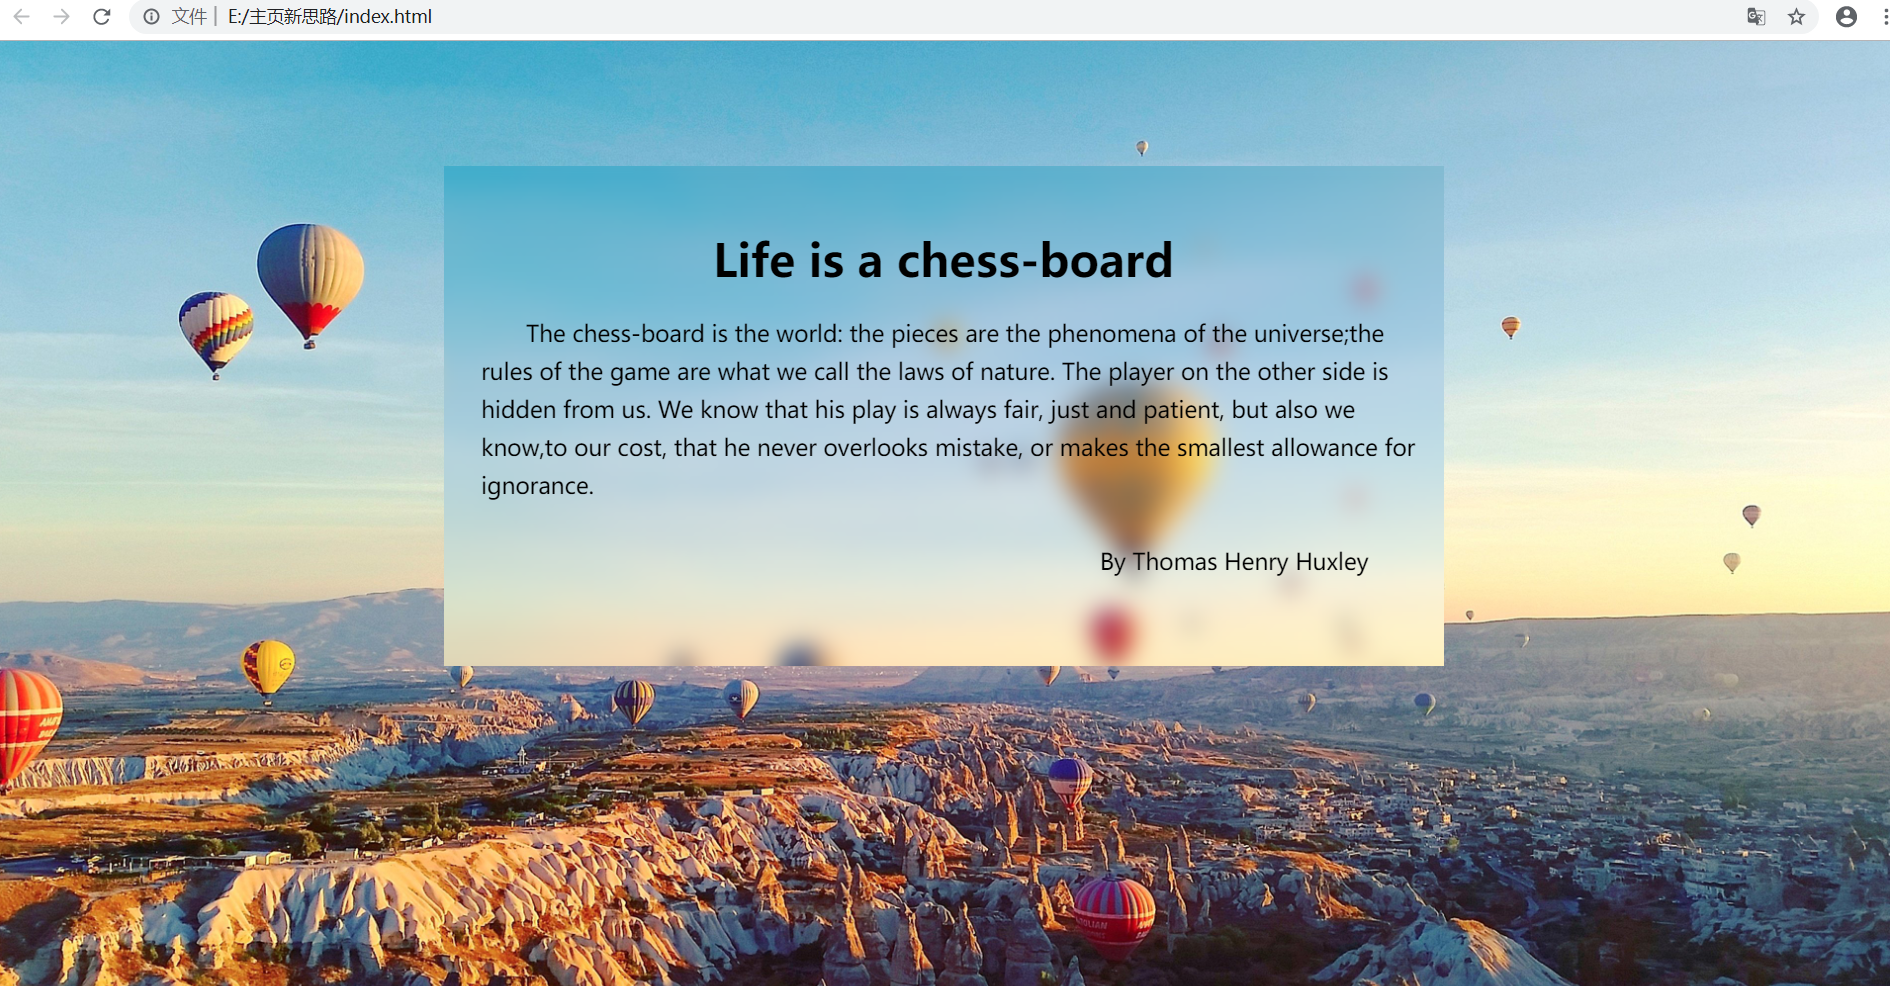 文件 | E:/主页新思路/index.html
Life is a chess-board
The chess-board is the world: the pieces are the phenomena of the universe;the
rules of the game are what we call the laws of nature. The player on the other side is
hidden from us. We know that his play is always fair, just and patient, but also we
know,to our cost, that he never overlooks mistake, or makes the smallest allowance for
ignorance.
By Thomas Henry Huxley